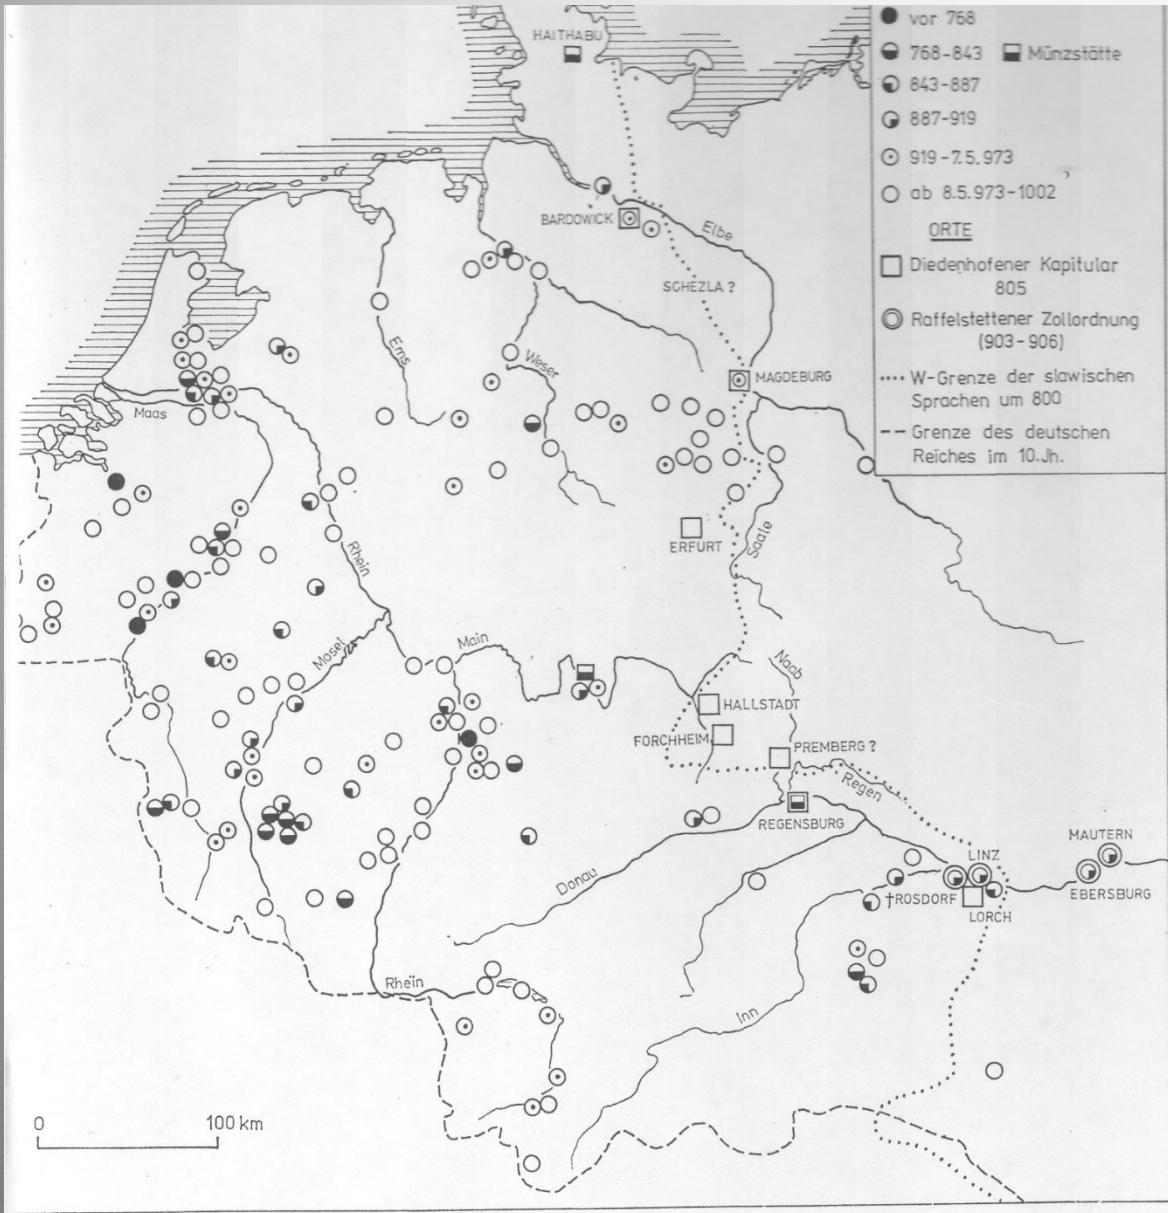 vor 768
768-843
Münzstätte
843-887
887-919
919-7.5.973
ab 8.5.973-1002
ORTE
Diedenhofener Kapitular
805
Raffelstettener Zollordnung
(903-906)
W-Grenze der slawischen
Sprachen um 800
Grenze des deutschen
Reiches im 10.Jh.
HAITHABU
BARDOWICK
Elbe
SCHEZLA ?
Ems
Weser
MAGDEBURG
Maas
ERFURT
Saale
Rhein
Mosel
Main
Naab
HALLSTADT
FORCHHEIM
PREMBERG ?
Regen
REGENSBURG
MAUTERN
LINZ
Donau
†ROSDORF
EBERSBURG
LORCH
Rhein
Inn
0 100 km